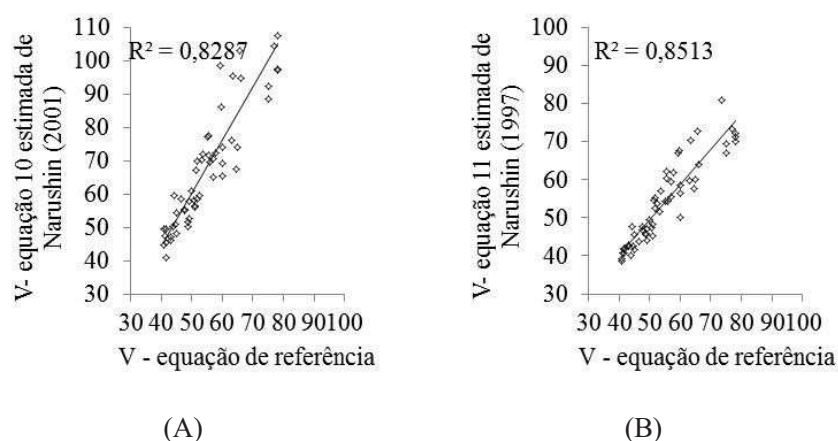 110
R² = 0,8287
100
90
80
70
60
50
40
30
V- equação 10 estimada de
Narushin (2001)
30 40 50 60 70 80 90100
V - equação de referência
(A)
100
R² = 0,8513
90
80
70
60
50
40
30
V- equação 11 estimada de
Narushin (1997)
30 40 50 60 70 80 90100
V - equação de referência
(B)